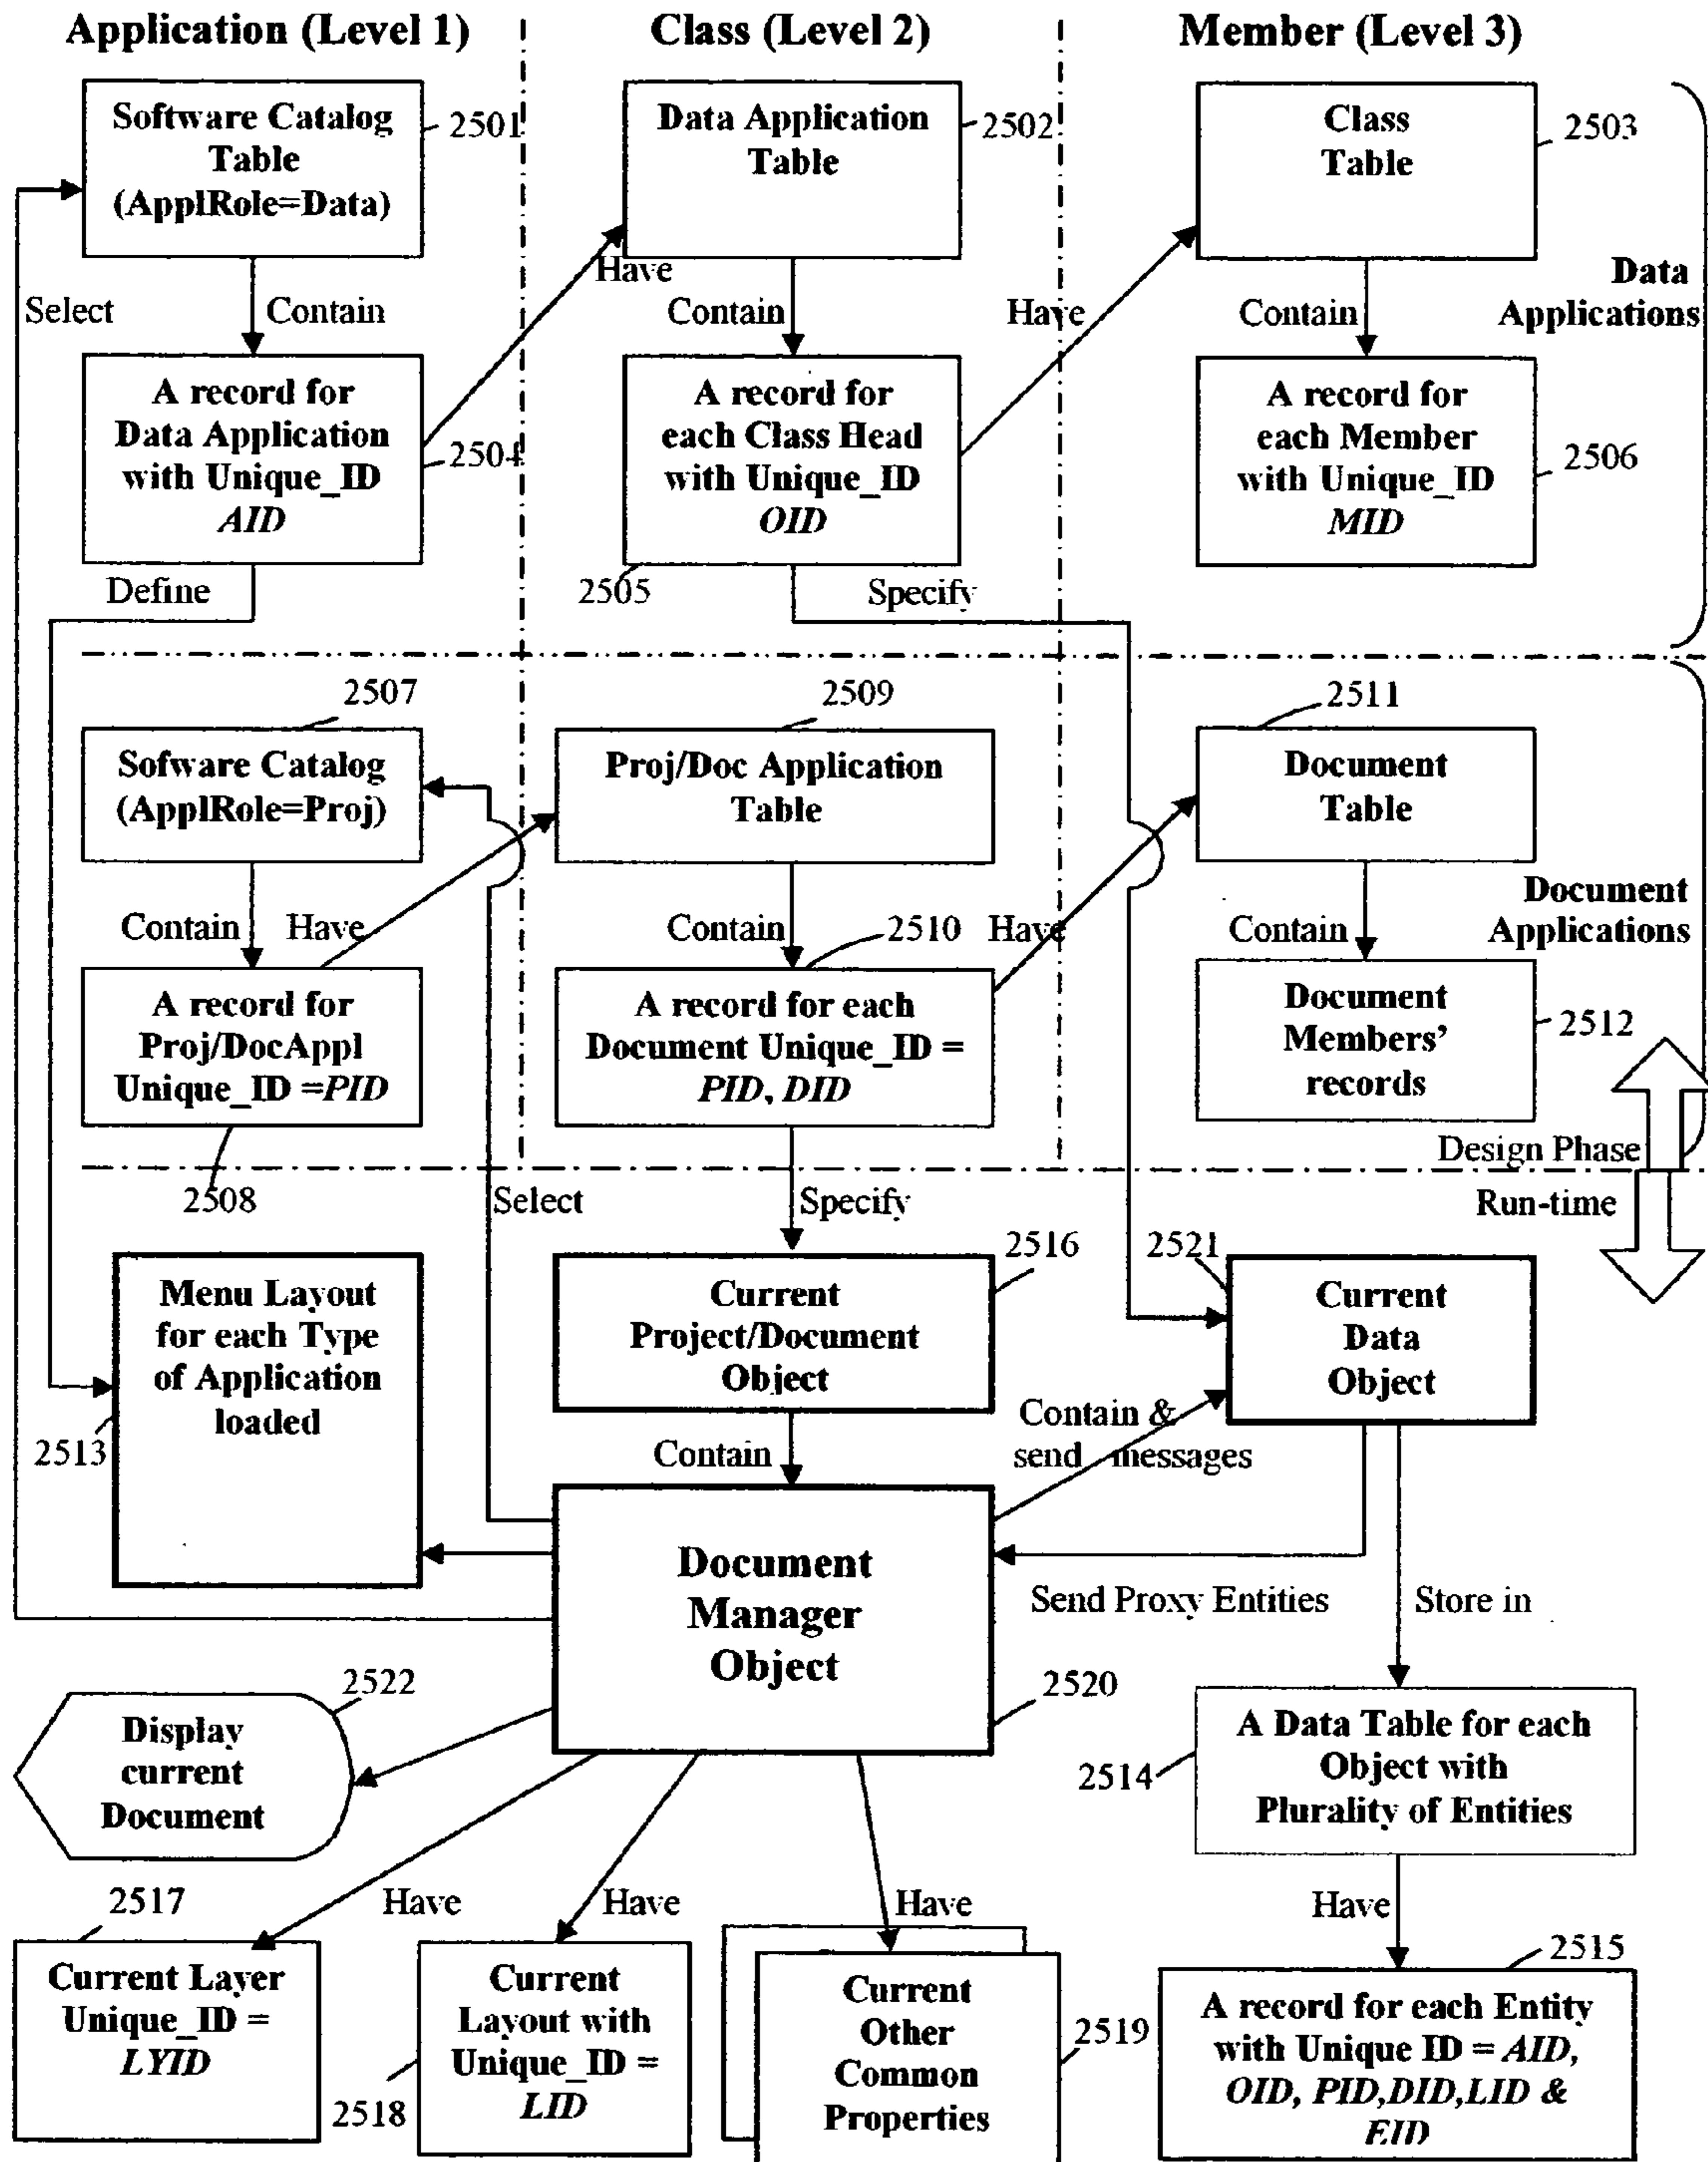 Application (Level 1)
Class (Level 2)
Member (Level 3)
Software Catalog
Table
(ApplRole=Data)
2501
Data Application
Table
2502
Class
Table
2503
Select
Contain
Have
Contain
Have
Contain
Data
Applications
A record for
Data Application
with Unique_ID
AID
2504
A record for
each Class Head
with Unique_ID
OID
2505
A record for
each Member
with Unique_ID
MID
2506
Define
Specify
2507
2509
2511
Sofware Catalog
(ApplRole=Proj)
Proj/Doc Application
Table
Document
Table
Contain
Have
Contain
2510
Have
Contain
Document
Applications
A record for
Proj/DocAppl
Unique_ID =PID
2508
A record for each
Document Unique_ID =
PID, DID
Document
Members'
records
2512
Design Phase
Run-time
Select
Specify
2516
2521
Menu Layout
for each Type
of Application
loaded
2513
Current
Project/Document
Object
Current
Data
Object
Contain
Contain &
send messages
Document
Manager
Object
2520
Send Proxy Entities
Store in
2522
Display
current
Document
2514
A Data Table for each
Object with
Plurality of Entities
2517
Have
Have
Have
Have
2515
Current Layer
Unique_ID =
LYID
2518
Current
Layout with
Unique_ID =
LID
Current
Other
Common
Properties
2519
A record for each Entity
with Unique ID = AID,
OID, PID,DID,LID &
EID